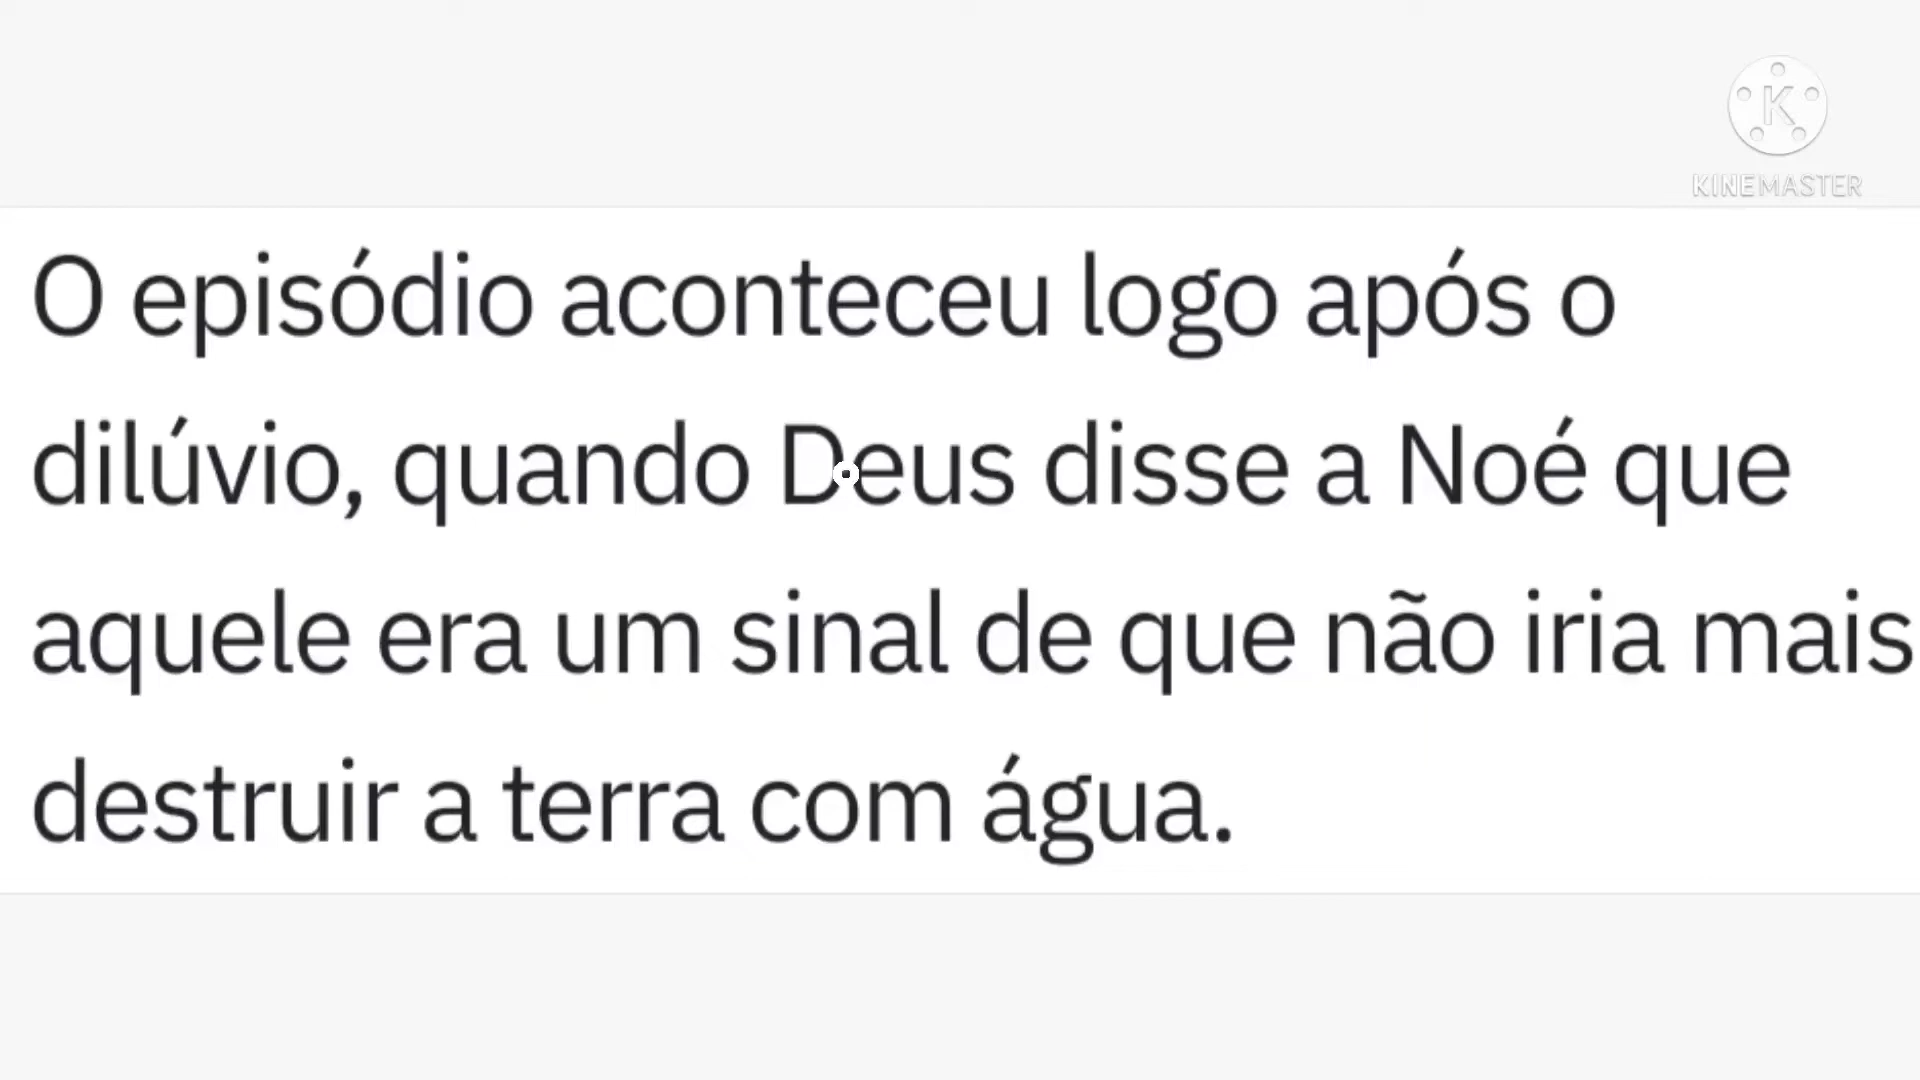 K
KINEMASTER
O episódio aconteceu logo após o
dilúvio, quando Deus disse a Noé que
aquele era um sinal de que não iria mais
destruir a terra com água.